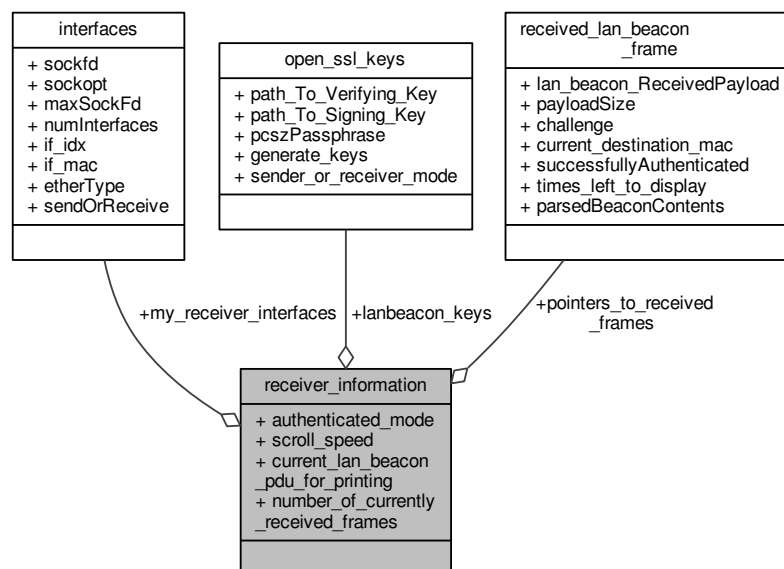 interfaces
+ sockfd
+ sockopt
+ maxSockFd
+ numInterfaces
+ if_idx
+ if_mac
+ etherType
+ sendOrReceive
open_ssl_keys
+ path_To_Verifying_Key
+ path_To_Signing_Key
+ pcszPassphrase
+ generate_keys
+ sender_or_receiver_mode
received_lan_beacon
_frame
+ lan_beacon_ReceivedPayload
+ payloadSize
+ challenge
+ current_destination_mac
+ successfullyAuthenticated
+ times_left_to_display
+ parsedBeaconContents
+my_receiver_interfaces
+lanbeacon_keys
+pointers_to_received
_frames
receiver_information
+ authenticated_mode
+ scroll_speed
+ current_lan_beacon
_pdu_for_printing
+ number_of_currently
_received_frames